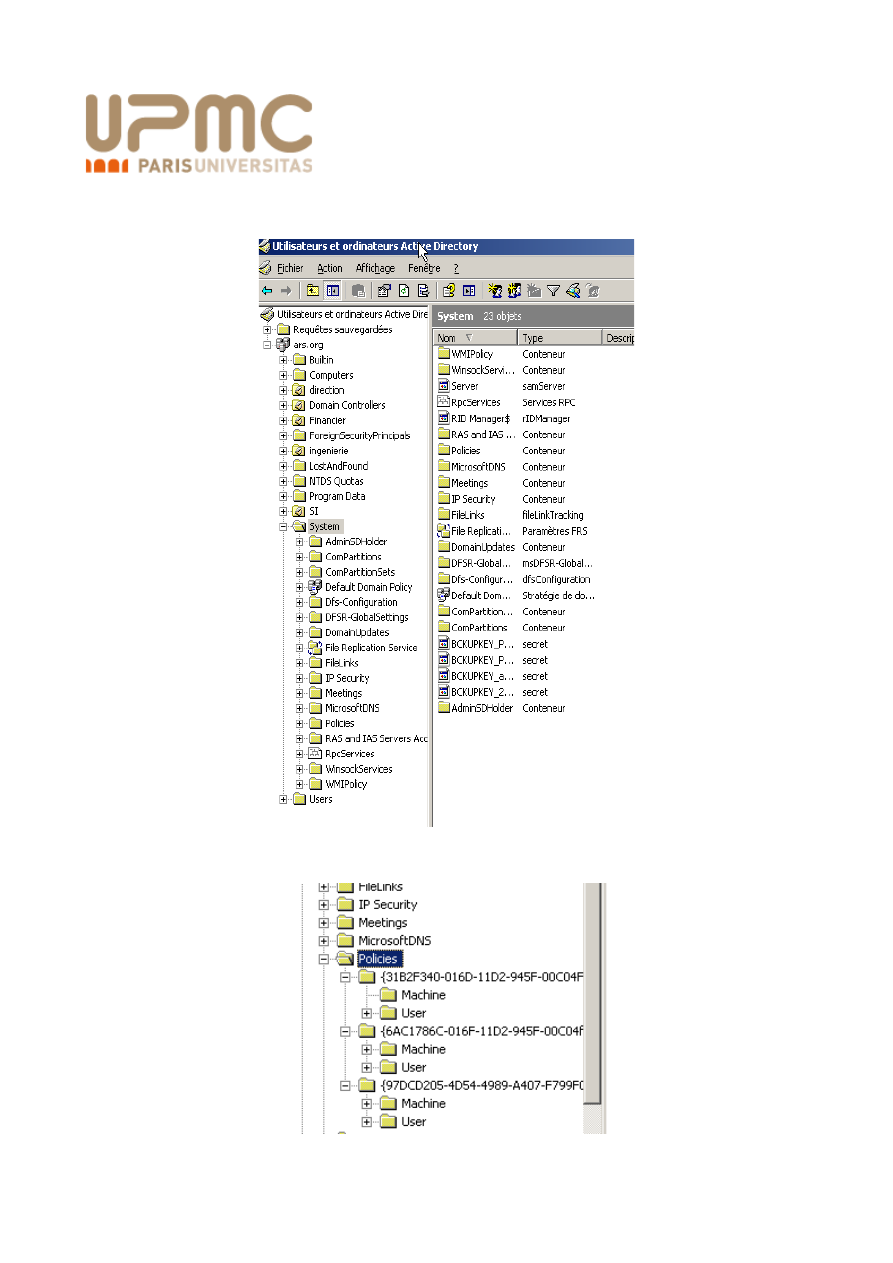 UPMC
PARISUNIVERSITAS
Utilisateurs et ordinateurs Active Directory
Fichier Action Affichage Fenêtre ?
Utilisateurs et ordinateurs Active Dire
Requêtes sauvegardées
ars.org
Builtin
Computers
direction
Domain Controllers
Financier
ForeignSecurityPrincipals
ingenierie
LostAndFound
NTDS Quotas
Program Data
SI
System
AdminSDHolder
ComPartitions
ComPartitionSets
Default Domain Policy
Dfs-Configuration
DFSR-GlobalSettings
DomainUpdates
File Replication Service
FileLinks
IP Security
Meetings
MicrosoftDNS
Policies
RAS and IAS Servers Acc
RpcServices
WinsockServices
WMIPolicy
Users
System 23 objets
Nom Type Descrip
WMIPolicy Conteneur
WinsockServi... Conteneur
Server samServer
RpcServices Services RPC
RID Manager$ rIDManager
RAS and IAS ... Conteneur
Policies Conteneur
MicrosoftDNS Conteneur
Meetings Conteneur
IP Security Conteneur
FileLinks fileLinkTracking
File Replicati... Paramètres FRS
DomainUpdates Conteneur
DFSR-Global... msDFSR-Global...
Dfs-Configur... dfsConfiguration
Default Dom... Stratégie de do...
ComPartition... Conteneur
ComPartitions Conteneur
BCKUPKEY_P... secret
BCKUPKEY_P... secret
BCKUPKEY_a... secret
BCKUPKEY_2... secret
AdminSDHolder Conteneur
FileLinks
IP Security
Meetings
MicrosoftDNS
Policies
{31B2F340-016D-11D2-945F-00C04F
Machine
User
{6AC1786C-016F-11D2-945F-00C04f
Machine
User
{97DCD205-4D54-4989-A407-F799F0
Machine
User